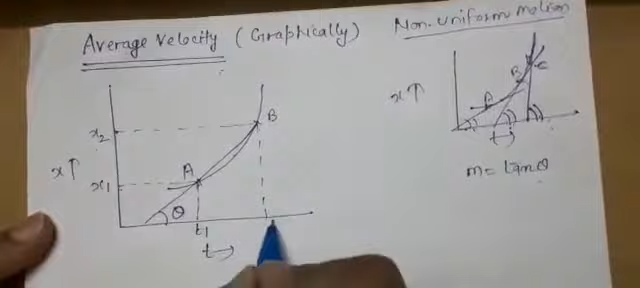 Average Velocity (Graphically)
Non-uniform Motion
x↑
x2
x1
A
B
θ
t1
t→
x↑
A
B
C
t→
m=tanθ